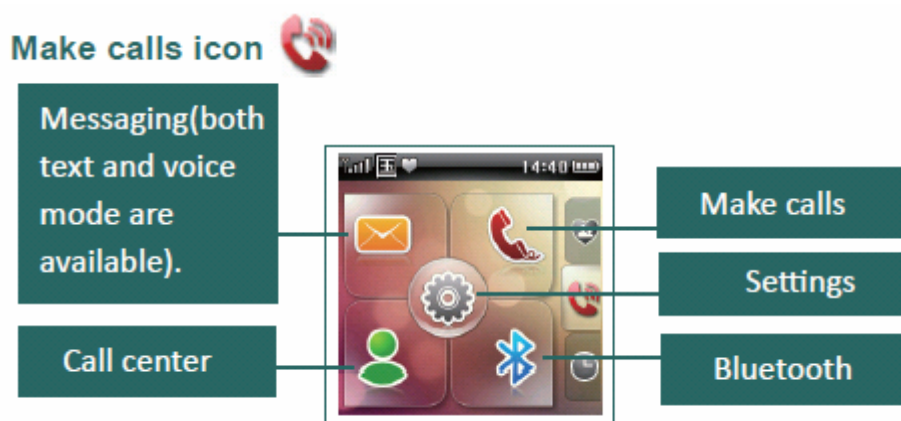 Make calls icon
Messaging(both
text and voice
mode are
available).
14:40
Make calls
Settings
Call center
Bluetooth